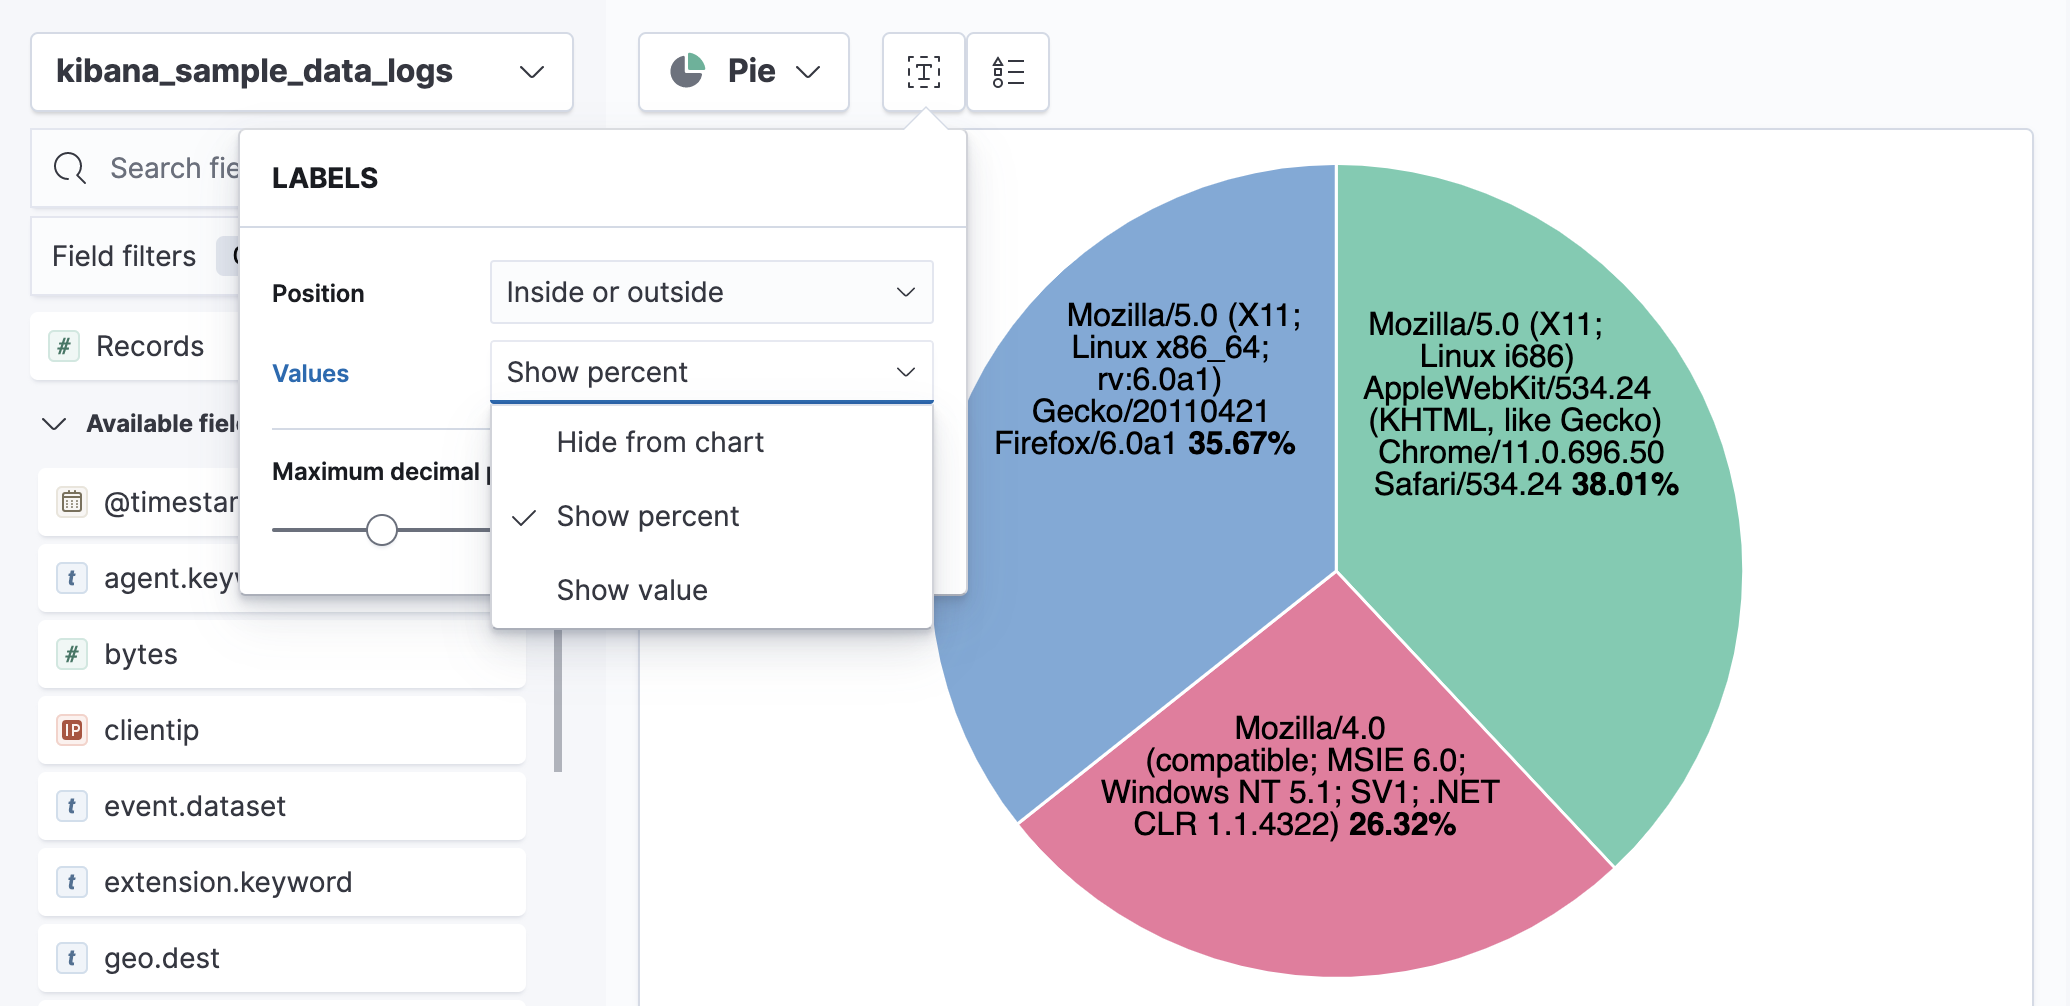 kibana_sample_data_logs
Pie
Search fie
Field filters
LABELS
Position
Inside or outside
Values
Show percent
Hide from chart
Show percent
Show value
Maximum decimal
# Records
Available fiel
@timestar
t agent.keyw
# bytes
IP clientip
t event.dataset
t extension.keyword
t geo.dest
Mozilla/5.0 (X11;
Linux x86_64;
rv:6.0a1)
Gecko/20110421
Firefox/6.0a1 35.67%
Mozilla/5.0 (X11;
Linux i686)
AppleWebKit/534.24
(KHTML, like Gecko)
Chrome/11.0.696.50
Safari/534.24 38.01%
Mozilla/4.0
(compatible; MSIE 6.0;
Windows NT 5.1; SV1; .NET
CLR 1.1.4322) 26.32%